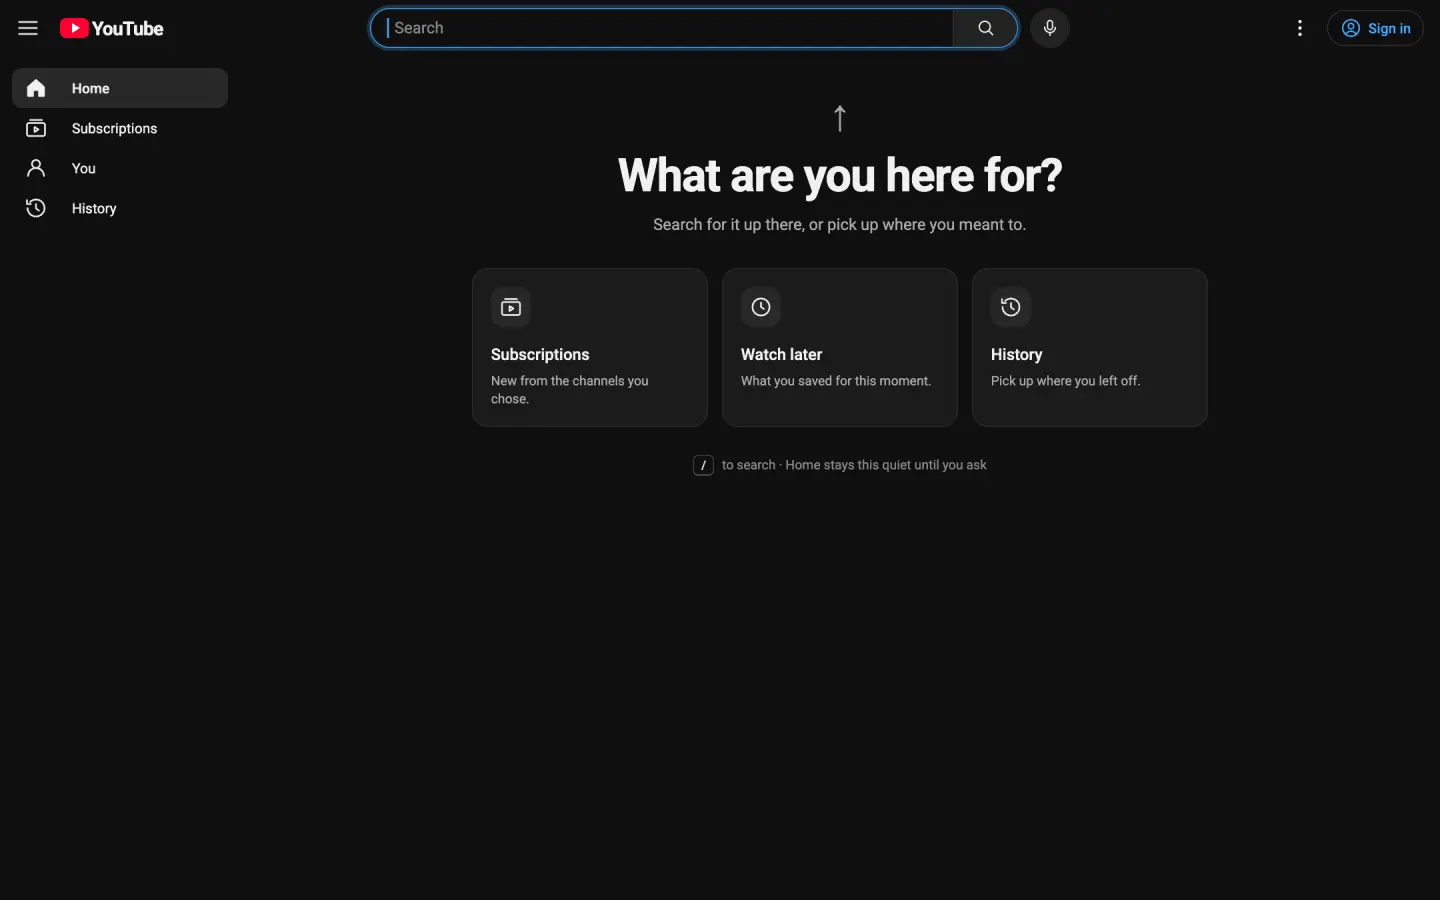 YouTube
Search
Sign in
Home
Subscriptions
You
History
What are you here for?
Search for it up there, or pick up where you meant to.
Subscriptions
New from the channels you
chose.
Watch later
What you saved for this moment.
History
Pick up where you left off.
/ to search · Home stays this quiet until you ask